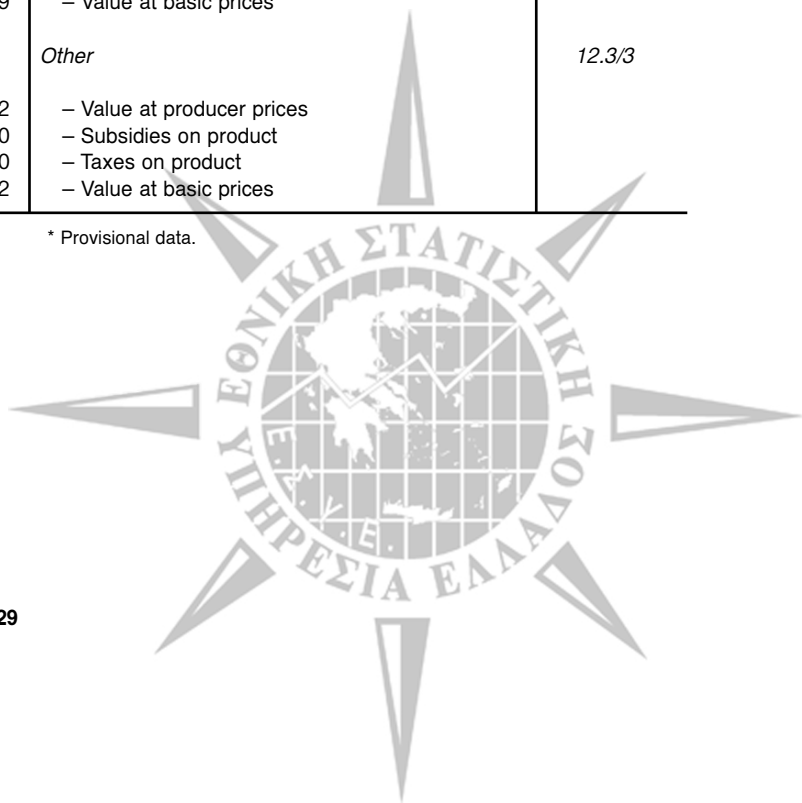 9 – Value at basic prices
Other 12.3/3
2 – Value at producer prices
0 – Subsidies on product
0 – Taxes on product
2 – Value at basic prices
* Provisional data.
ΕΘΝΙΚΗ ΣΤΑΤΙΣΤΙΚΗ
ΥΠΗΡΕΣΙΑ ΕΛΛΑΔΟΣ
Ε.Σ.Υ.Ε.
29